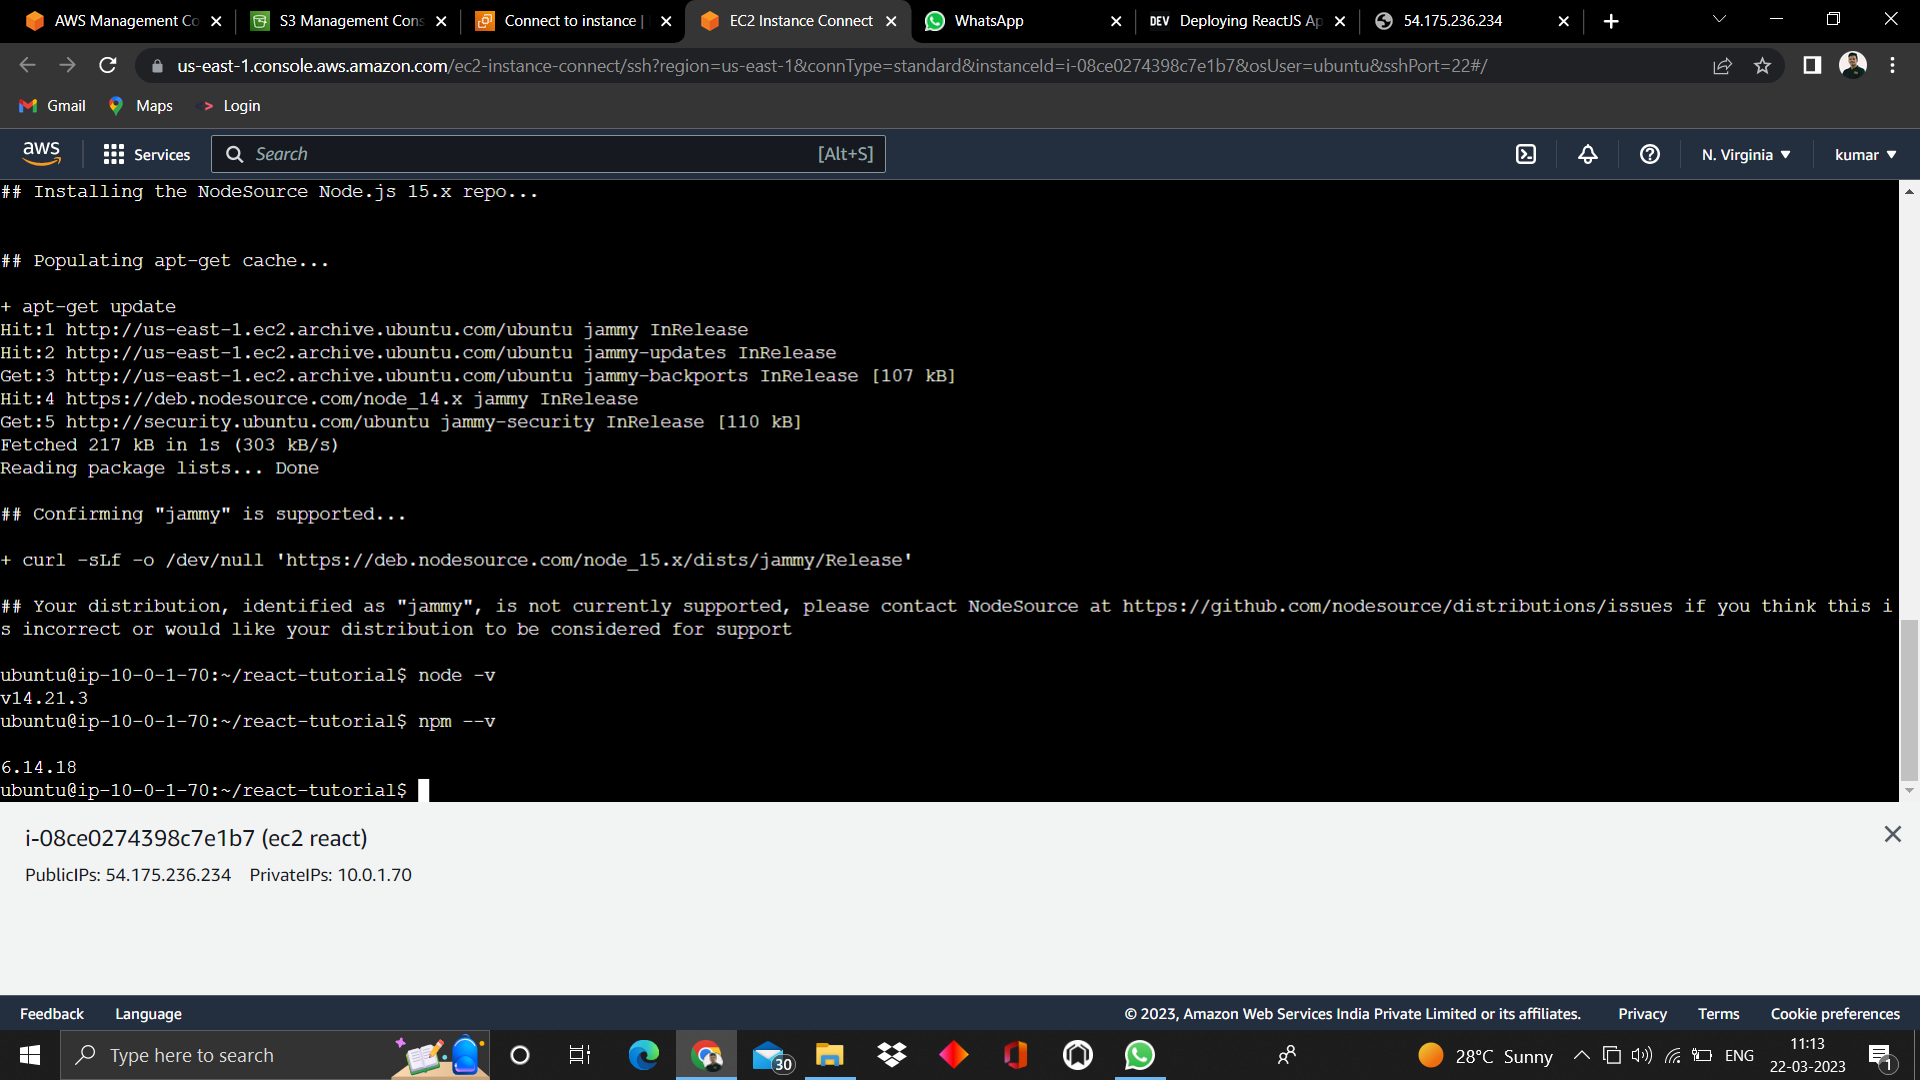 AWS Management Co
S3 Management Cons
Connect to instance |
EC2 Instance Connect
WhatsApp
DEV Deploying ReactJS Ap
54.175.236.234
us-east-1.console.aws.amazon.com/ec2-instance-connect/ssh?region=us-east-1&connType=standard&instanceId=i-08ce0274398c7e1b7&osUser=ubuntu&sshPort=22#/
Gmail Maps Login
aws Services Search [Alt+S] N. Virginia kumar
## Installing the NodeSource Node.js 15.x repo...
## Populating apt-get cache...
+ apt-get update
Hit:1 http://us-east-1.ec2.archive.ubuntu.com/ubuntu jammy InRelease
Hit:2 http://us-east-1.ec2.archive.ubuntu.com/ubuntu jammy-updates InRelease
Get:3 http://us-east-1.ec2.archive.ubuntu.com/ubuntu jammy-backports InRelease [107 kB]
Hit:4 https://deb.nodesource.com/node_14.x jammy InRelease
Get:5 http://security.ubuntu.com/ubuntu jammy-security InRelease [110 kB]
Fetched 217 kB in 1s (303 kB/s)
Reading package lists... Done
## Confirming "jammy" is supported...
+ curl -sLf -o /dev/null 'https://deb.nodesource.com/node_15.x/dists/jammy/Release'
## Your distribution, identified as "jammy", is not currently supported, please contact NodeSource at https://github.com/nodesource/distributions/issues if you think this i
s incorrect or would like your distribution to be considered for support
ubuntu@ip-10-0-1-70:~/react-tutorial$ node -v
v14.21.3
ubuntu@ip-10-0-1-70:~/react-tutorial$ npm --v
6.14.18
ubuntu@ip-10-0-1-70:~/react-tutorial$
i-08ce0274398c7e1b7 (ec2 react)
PublicIPs: 54.175.236.234 PrivateIPs: 10.0.1.70
Feedback Language © 2023, Amazon Web Services India Private Limited or its affiliates. Privacy Terms Cookie preferences
Type here to search
30
28°C Sunny
ENG
11:13
22-03-2023
1